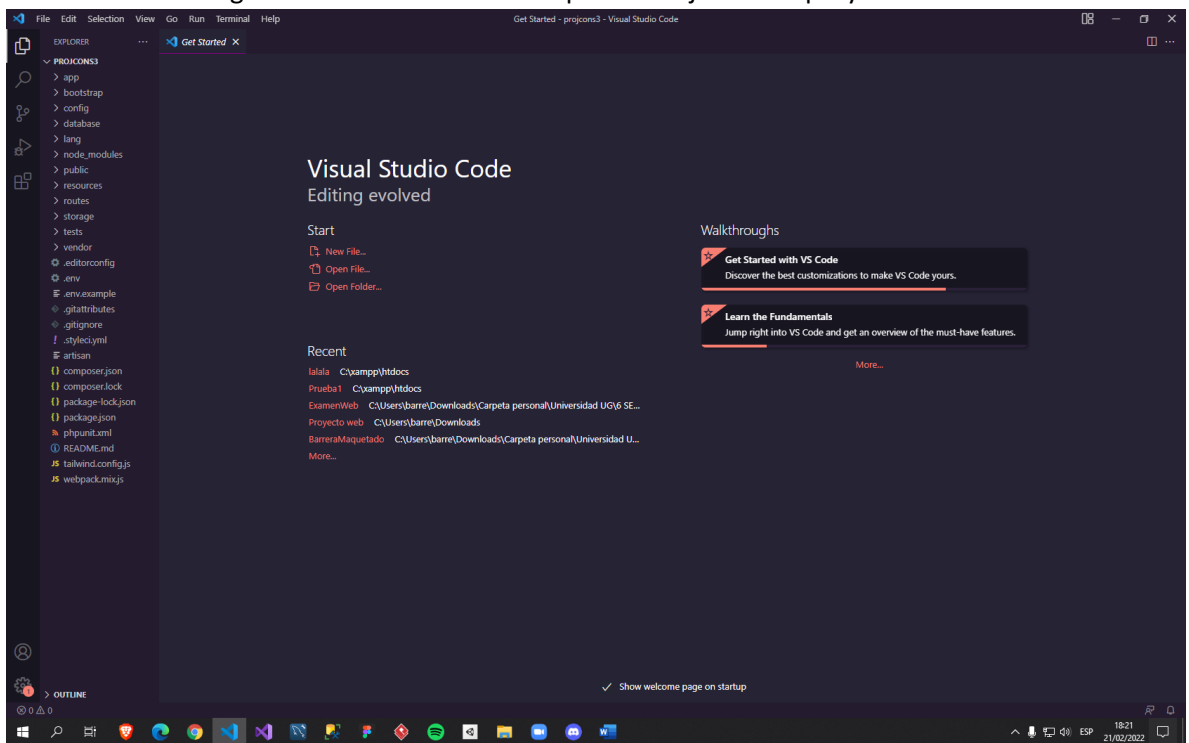 File Edit Selection View Go Run Terminal Help
Get Started - projcons3 - Visual Studio Code
EXPLORER
Get Started
PROJCONS3
app
bootstrap
config
database
lang
node_modules
public
resources
routes
storage
tests
vendor
.editorconfig
.env
.env.example
.gitattributes
.gitignore
.styleci.yml
artisan
composer.json
composer.lock
package-lock.json
package.json
phpunit.xml
README.md
JS tailwind.config.js
JS webpack.mix.js
OUTLINE
Visual Studio Code
Editing evolved
Start
New File...
Open File...
Open Folder...
Recent
lalala C:\xampp\htdocs
Prueba1 C:\xampp\htdocs
ExamenWeb C:\Users\barre\Downloads\Carpeta personal\Universidad UG\6 SE...
Proyecto web C:\Users\barre\Downloads
BarreraMaquetado C:\Users\barre\Downloads\Carpeta personal\Universidad U...
More...
Walkthroughs
Get Started with VS Code
Discover the best customizations to make VS Code yours.
Learn the Fundamentals
Jump right into VS Code and get an overview of the must-have features.
More...
Show welcome page on startup
0 0
ESP
18:21
21/02/2022